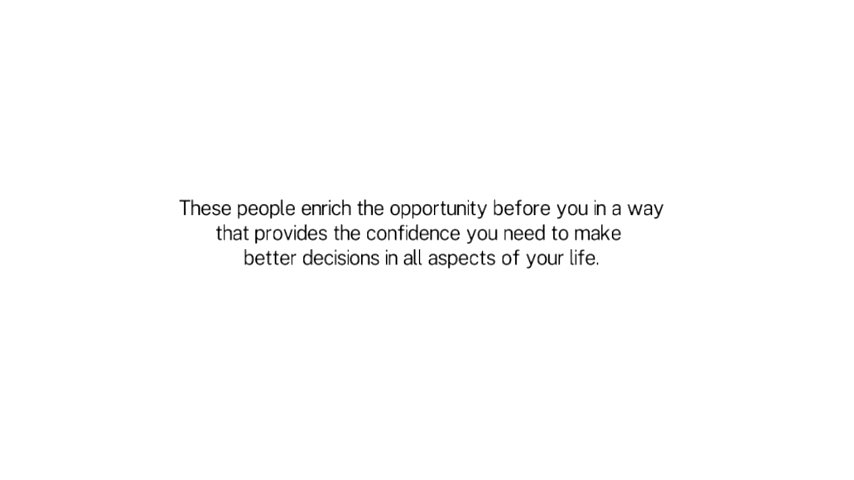 These people enrich the opportunity before you in a way
that provides the confidence you need to make
better decisions in all aspects of your life.